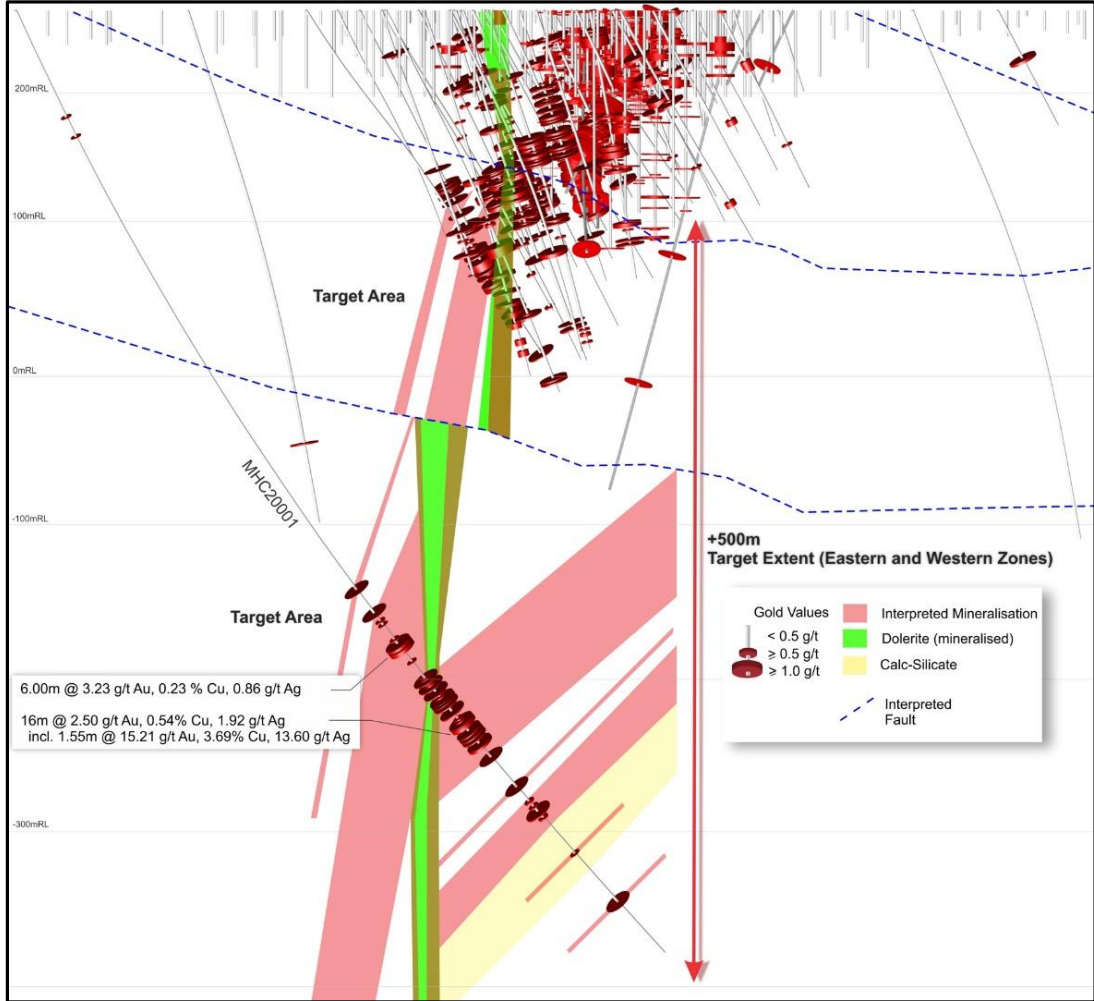 200mRL
100mRL
Target Area
0mRL
MHC20001
-100mRL
+500m
Target Extent (Eastern and Western Zones)
Target Area
Gold Values
< 0.5 g/t
≥ 0.5 g/t
≥ 1.0 g/t
Interpreted Mineralisation
Dolerite (mineralised)
Calc-Silicate
Interpreted
Fault
6.00m @ 3.23 g/t Au, 0.23 % Cu, 0.86 g/t Ag
16m @ 2.50 g/t Au, 0.54% Cu, 1.92 g/t Ag
incl. 1.55m @ 15.21 g/t Au, 3.69% Cu, 13.60 g/t Ag
-300mRL